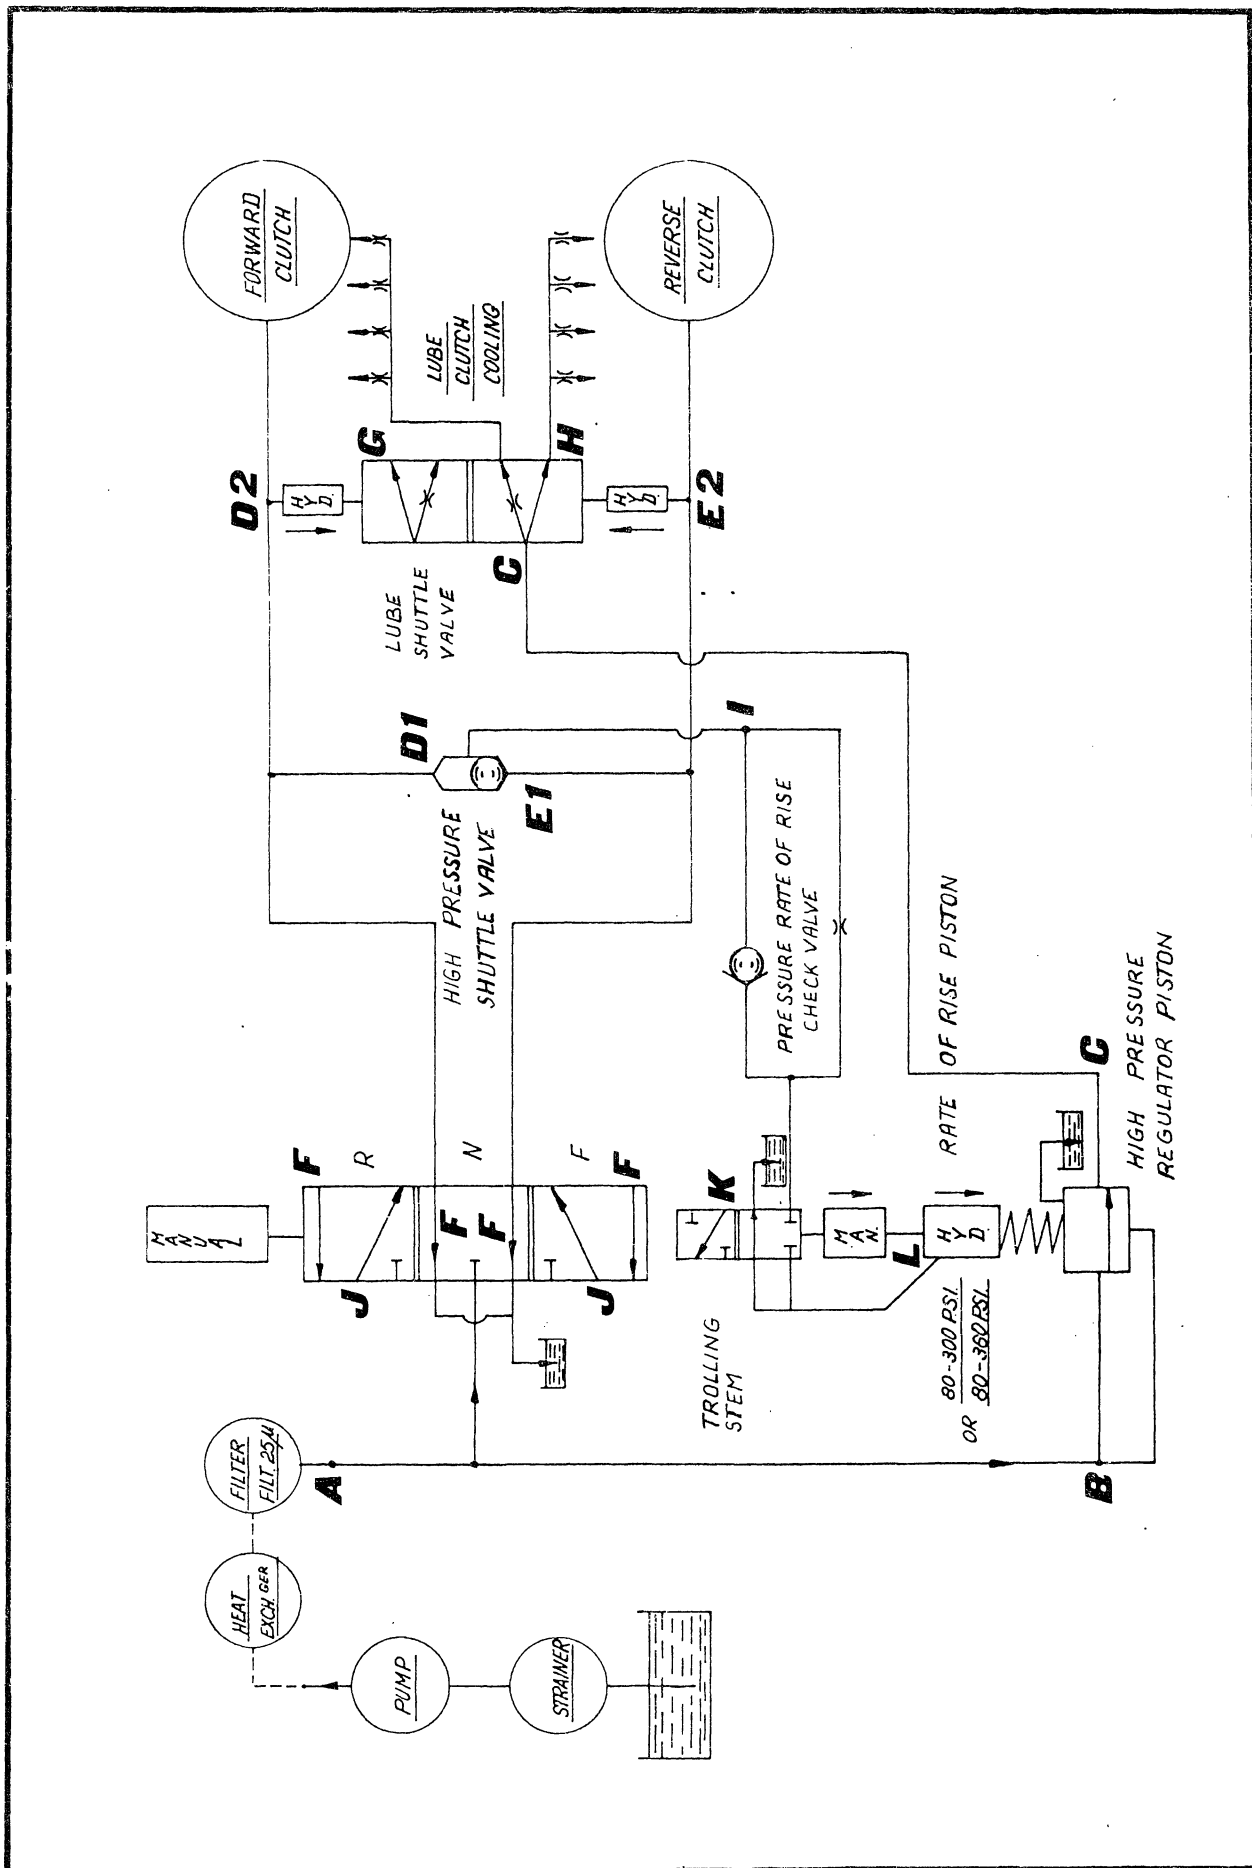 FORWARD
CLUTCH
REVERSE
CLUTCH
LUBE
CLUTCH
COOLING
D2
HYD.
G
H
HYD.
E2
C
LUBE
SHUTTLE
VALVE
D1
E1
I
HIGH PRESSURE
SHUTTLE VALVE
PRESSURE RATE OF RISE
CHECK VALVE
RATE OF RISE PISTON
C
HIGH PRESSURE
REGULATOR PISTON
MANUAL
F
R
N
F
F
F
F
J
J
K
MAN.
L
HYD.
TROLLING
STEM
80-300 PSI.
OR 80-360 PSI.
FILTER
FILT. 25µ
A
B
HEAT
EXCH.GER
PUMP
STRAINER